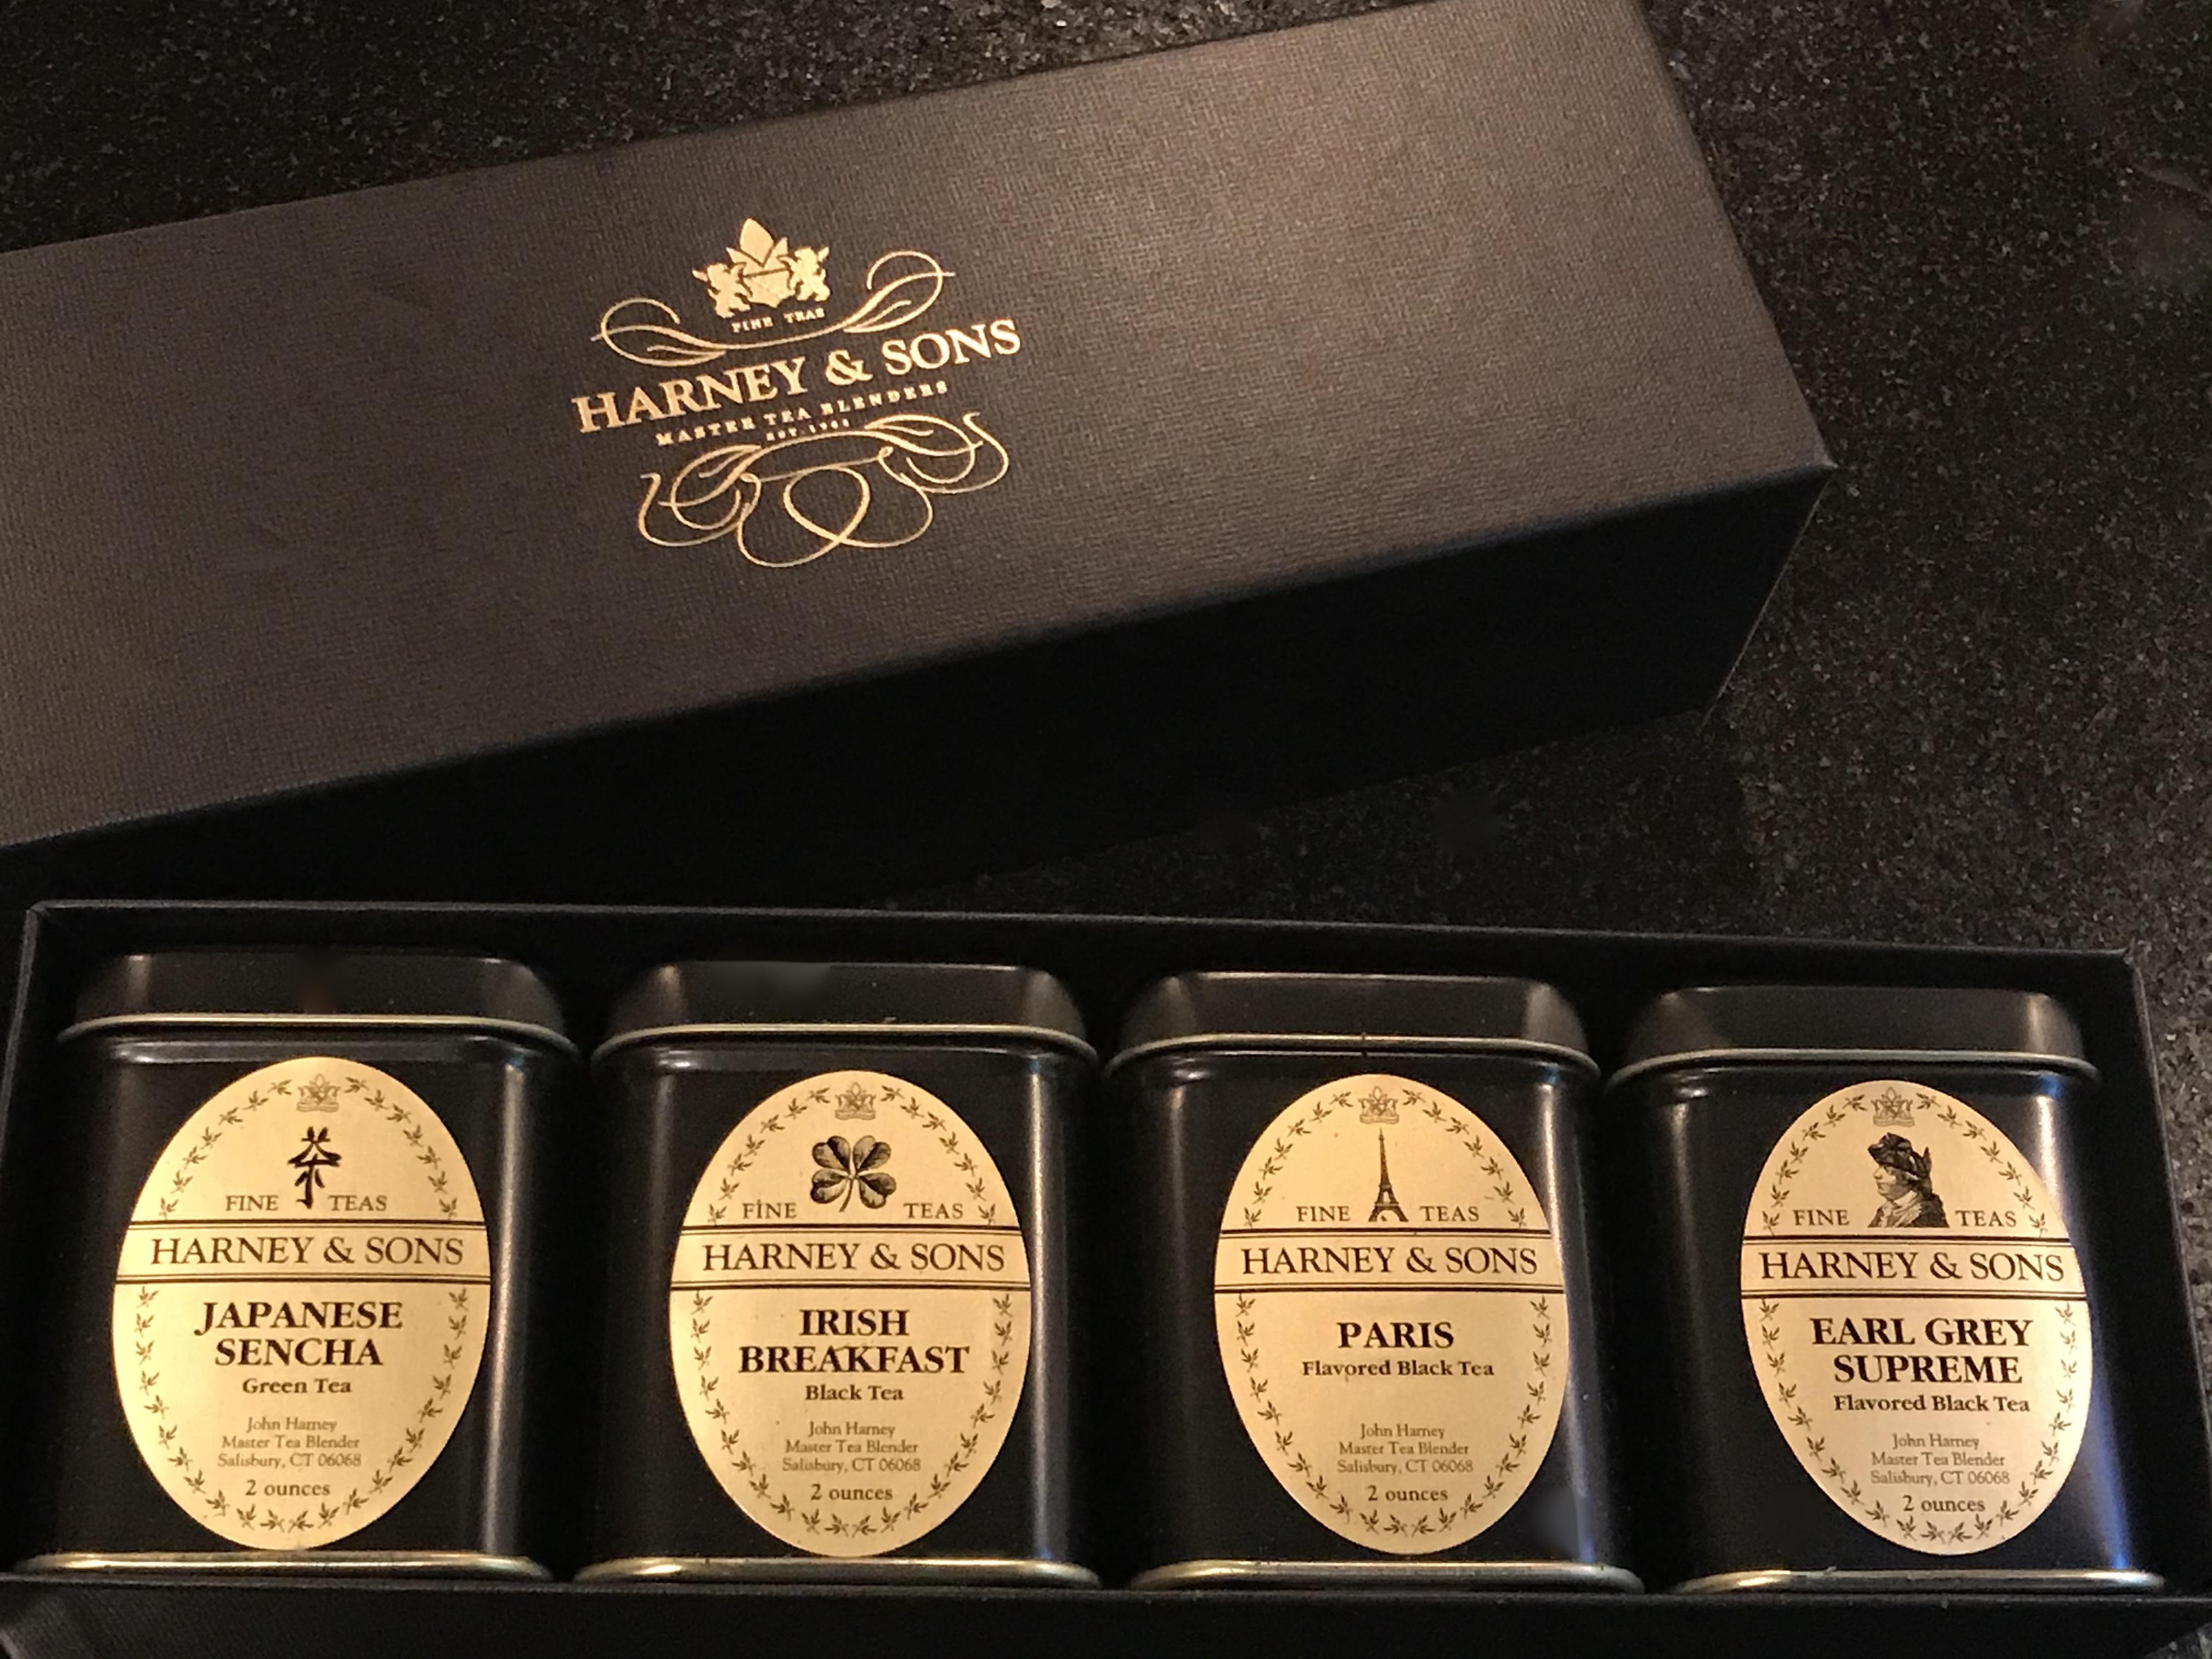 FINE TEAS
HARNEY & SONS
MASTER TEA BLENDERS
FINE TEAS
HARNEY & SONS
JAPANESE
SENCHA
Green Tea
John Harney
Master Tea Blender
Salisbury, CT 06068
2 ounces
FINE TEAS
HARNEY & SONS
IRISH
BREAKFAST
Black Tea
John Harney
Master Tea Blender
Salisbury, CT 06068
2 ounces
FINE TEAS
HARNEY & SONS
PARIS
Flavored Black Tea
John Harney
Master Tea Blender
Salisbury, CT 06068
2 ounces
FINE TEAS
HARNEY & SONS
EARL GREY
SUPREME
Flavored Black Tea
John Harney
Master Tea Blender
Salisbury, CT 06068
2 ounces